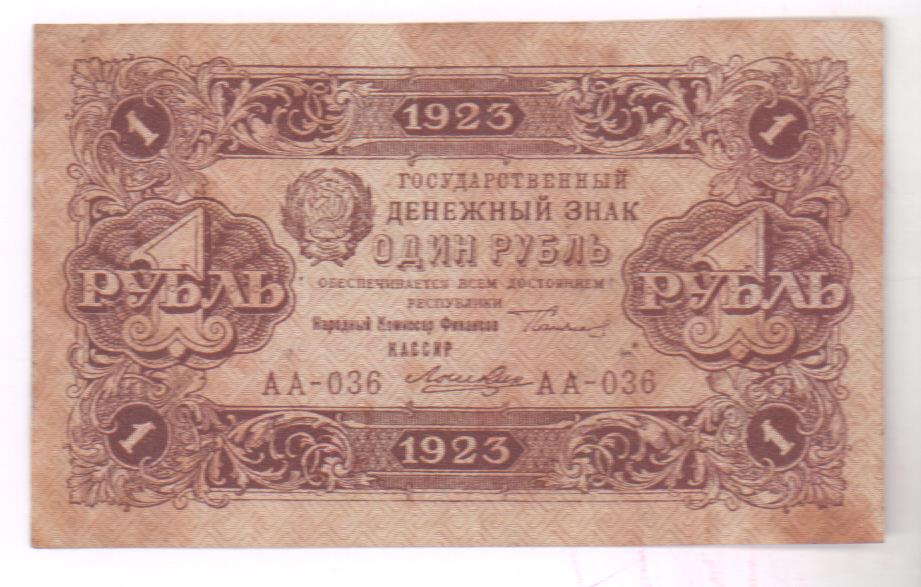 1 1923 1
ГОСУДАРСТВЕННЫЙ
ДЕНЕЖНЫЙ ЗНАК
ОДИН РУБЛЬ
1 РУБЛЬ
1 РУБЛЬ
ОБЕСПЕЧИВАЕТСЯ ВСЕМ ДОСТОЯНИЕМ
РЕСПУБЛИКИ
Народный Комиссар Финансов
КАССИР
АА-036 АА-036
1 1923 1